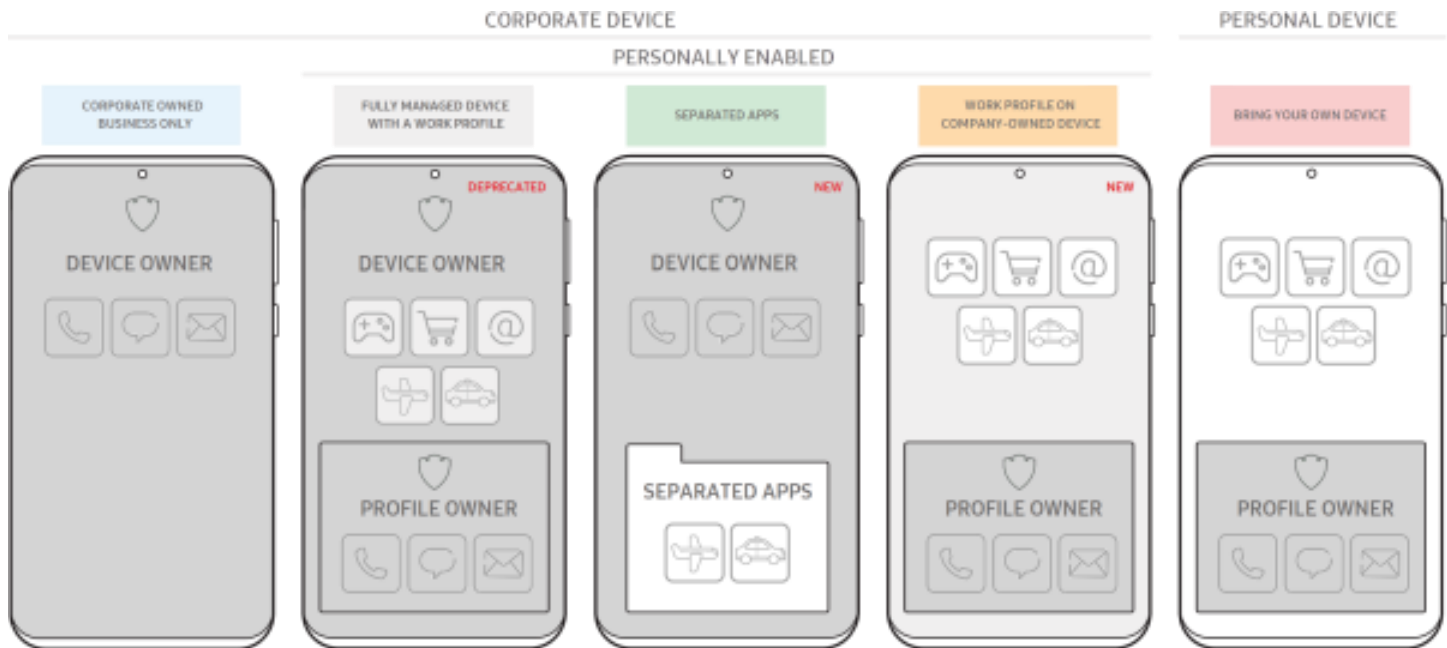 CORPORATE DEVICE
PERSONAL DEVICE
PERSONALLY ENABLED
CORPORATE OWNED
BUSINESS ONLY
FULLY MANAGED DEVICE
WITH A WORK PROFILE
SEPARATED APPS
WORK PROFILE ON
COMPANY-OWNED DEVICE
BRING YOUR OWN DEVICE
DEVICE OWNER
DEPRECATED
DEVICE OWNER
PROFILE OWNER
NEW
DEVICE OWNER
SEPARATED APPS
NEW
@
PROFILE OWNER
@
PROFILE OWNER